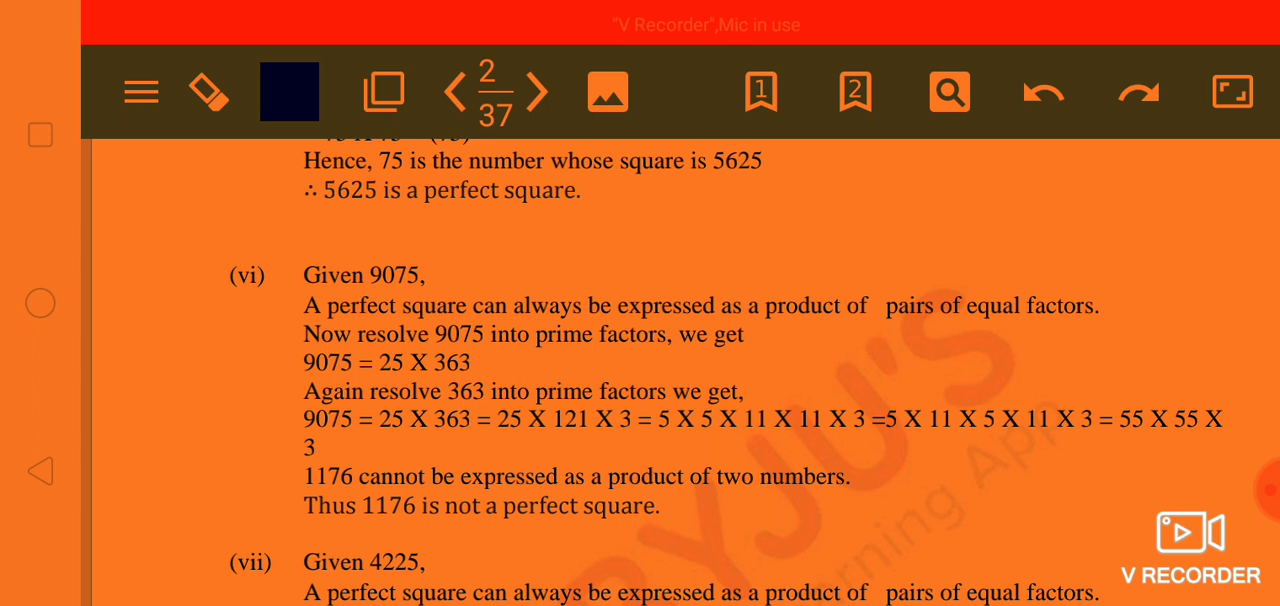 "V Recorder",Mic in use
2
37
1
2
Hence, 75 is the number whose square is 5625
∴ 5625 is a perfect square.
(vi) Given 9075,
A perfect square can always be expressed as a product of pairs of equal factors.
Now resolve 9075 into prime factors, we get
9075 = 25 X 363
Again resolve 363 into prime factors we get,
9075 = 25 X 363 = 25 X 121 X 3 = 5 X 5 X 11 X 11 X 3 =5 X 11 X 5 X 11 X 3 = 55 X 55 X
3
1176 cannot be expressed as a product of two numbers.
Thus 1176 is not a perfect square.
(vii) Given 4225,
A perfect square can always be expressed as a product of pairs of equal factors.
BYJU'S
App
V RECORDER